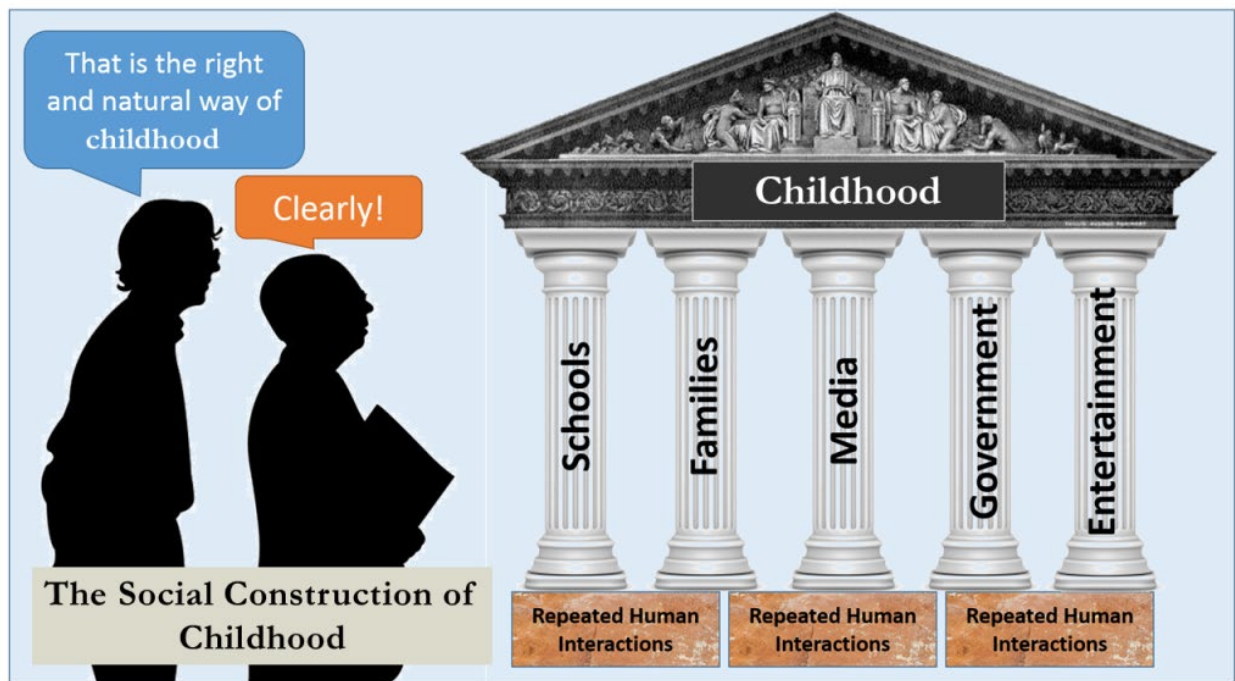 That is the right
and natural way of
childhood
Clearly!
Childhood
Schools
Families
Media
Government
Entertainment
The Social Construction of
Childhood
Repeated Human
Interactions
Repeated Human
Interactions
Repeated Human
Interactions